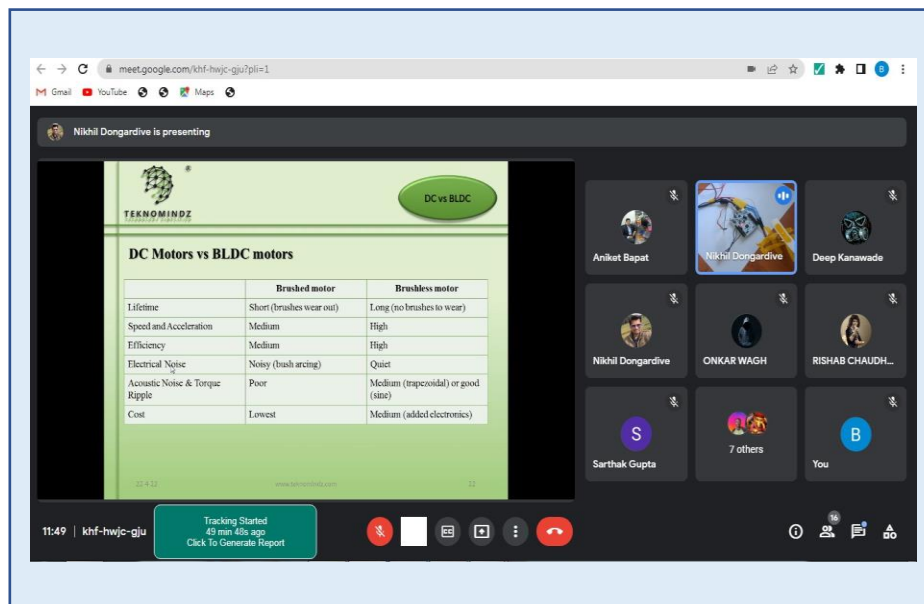 meet.google.com/khf-hwjc-gju?pli=1
B
Gmail YouTube Maps
Nikhil Dongardive is presenting
TEKNOMINDZ
DC vs BLDC
DC Motors vs BLDC motors
Brushed motor Brushless motor
Lifetime Short (brushes wear out) Long (no brushes to wear)
Speed and Acceleration Medium High
Efficiency Medium High
Electrical Noise Noisy (bush arcing) Quiet
Acoustic Noise & Torque Ripple Poor Medium (trapezoidal) or good (sine)
Cost Lowest Medium (added electronics)
www.teknomindz.com
Aniket Bapat
Nikhil Dongardive
Deep Kanawade
Nikhil Dongardive
ONKAR WAGH
RISHAB CHAUDH...
S
Sarthak Gupta
7 others
B
You
11:49 | khf-hwjc-gju
Tracking Started
49 min 48s ago
Click To Generate Report
CC
16